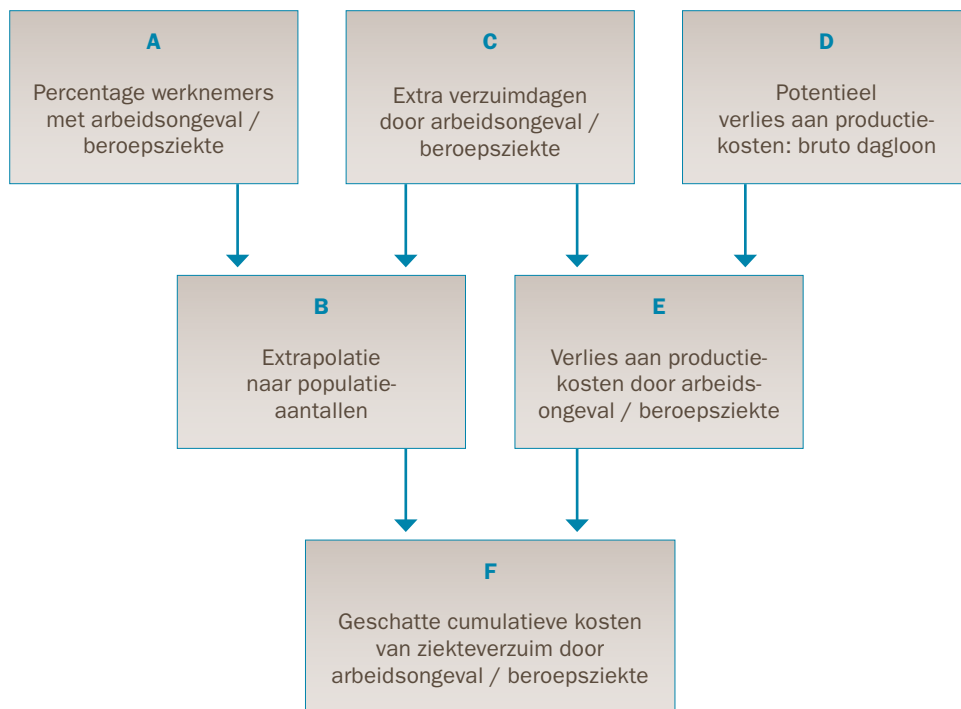 A
Percentage werknemers
met arbeidsongeval /
beroepsziekte
C
Extra verzuimdagen
door arbeidsongeval /
beroepsziekte
D
Potentieel
verlies aan productie-
kosten: bruto dagloon
B
Extrapolatie
naar populatie-
aantallen
E
Verlies aan productie-
kosten door arbeids-
ongeval / beroepsziekte
F
Geschatte cumulatieve kosten
van ziekteverzuim door
arbeidsongeval / beroepsziekte